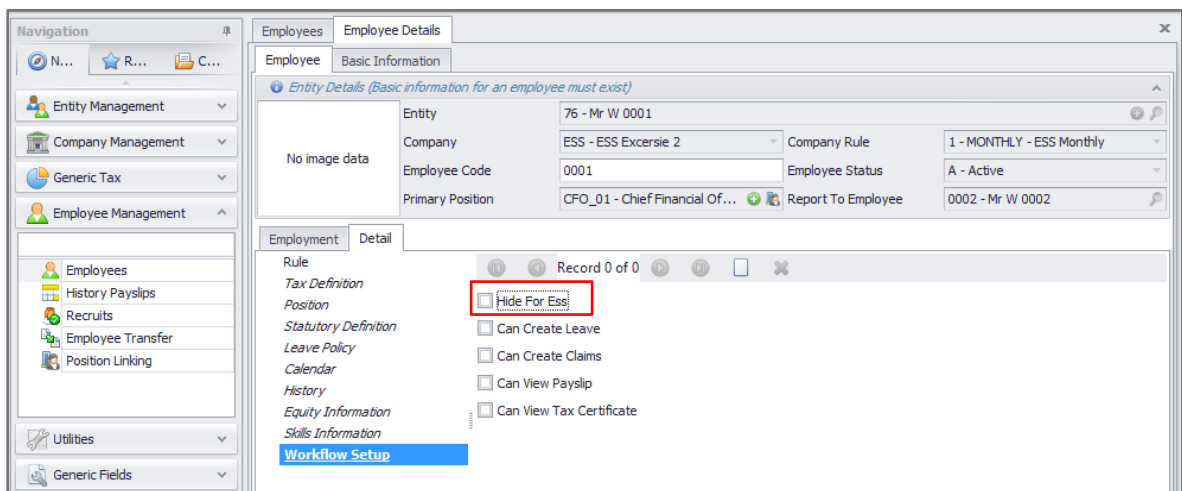 Navigation
N...
R...
C...
Entity Management
Company Management
Generic Tax
Employee Management
Employees
History Payslips
Recruits
Employee Transfer
Position Linking
Utilities
Generic Fields
Employees Employee Details
Employee Basic Information
Entity Details (Basic information for an employee must exist)
No image data
Entity 76 - Mr W 0001
Company ESS - ESS Excersie 2 Company Rule 1 - MONTHLY - ESS Monthly
Employee Code 0001 Employee Status A - Active
Primary Position CFO_01 - Chief Financial Of... Report To Employee 0002 - Mr W 0002
Employment Detail
Rule
Tax Definition
Position
Statutory Definition
Leave Policy
Calendar
History
Equity Information
Skills Information
Workflow Setup
Record 0 of 0
Hide For Ess
Can Create Leave
Can Create Claims
Can View Payslip
Can View Tax Certificate